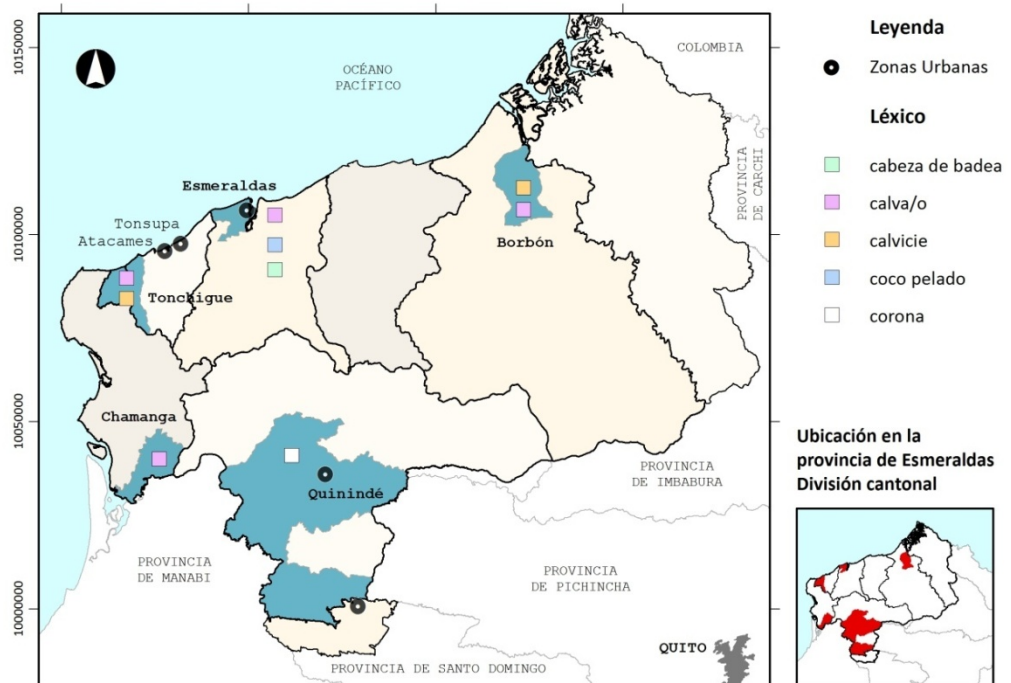 10150000
10100000
10050000
10000000
COLOMBIA
OCÉANO
PACÍFICO
PROVINCIA
DE CARCHI
Esmeraldas
Tonsupa
Atacames
Borbón
Tonchigue
Chamanga
Quinindé
PROVINCIA
DE IMBABURA
PROVINCIA
DE MANABI
PROVINCIA
DE PICHINCHA
QUITO
PROVINCIA DE SANTO DOMINGO
Leyenda
Zonas Urbanas
Léxico
cabeza de badea
calva/o
calvicie
coco pelado
corona
Ubicación en la
provincia de Esmeraldas
División cantonal